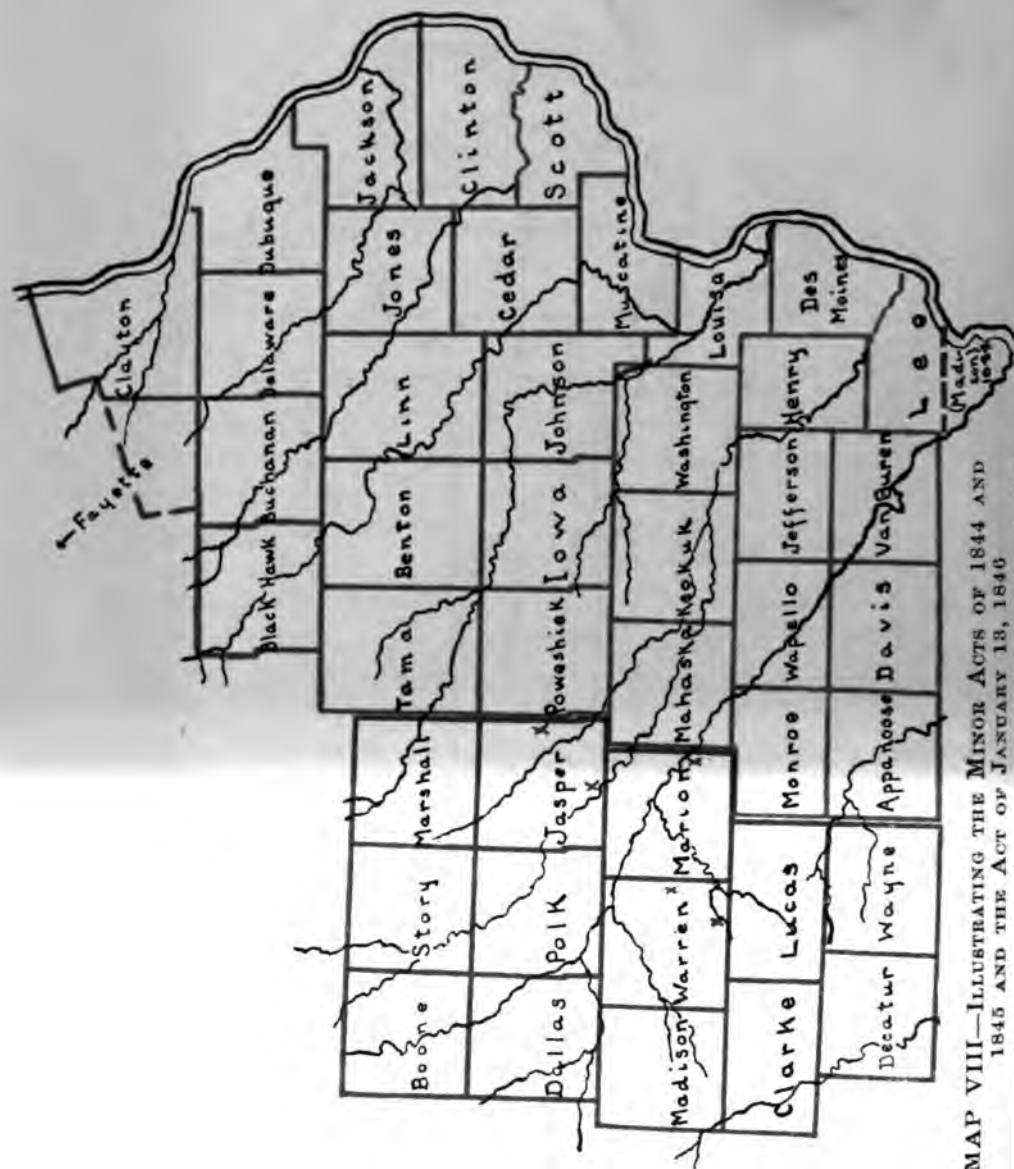 ← Fayette
Clayton
Black Hawk
Buchanan
Delaware
Dubuque
Boone
Story
Marshall
Tama
Benton
Linn
Jones
Jackson
Dallas
Polk
Jasper
Poweshiek
Iowa
Johnson
Cedar
Clinton
Scott
Muscatine
Madison
Warren
Marion
Mahaska
Keokuk
Washington
Louisa
Clarke
Lucas
Monroe
Wapello
Jefferson
Henry
Des
Moines
Decatur
Wayne
Appanoose
Davis
Van Buren
Lee
(Madi-
son)
MAP VIII—ILLUSTRATING THE MINOR ACTS OF 1844 AND
1845 AND THE ACT OF JANUARY 13, 1846